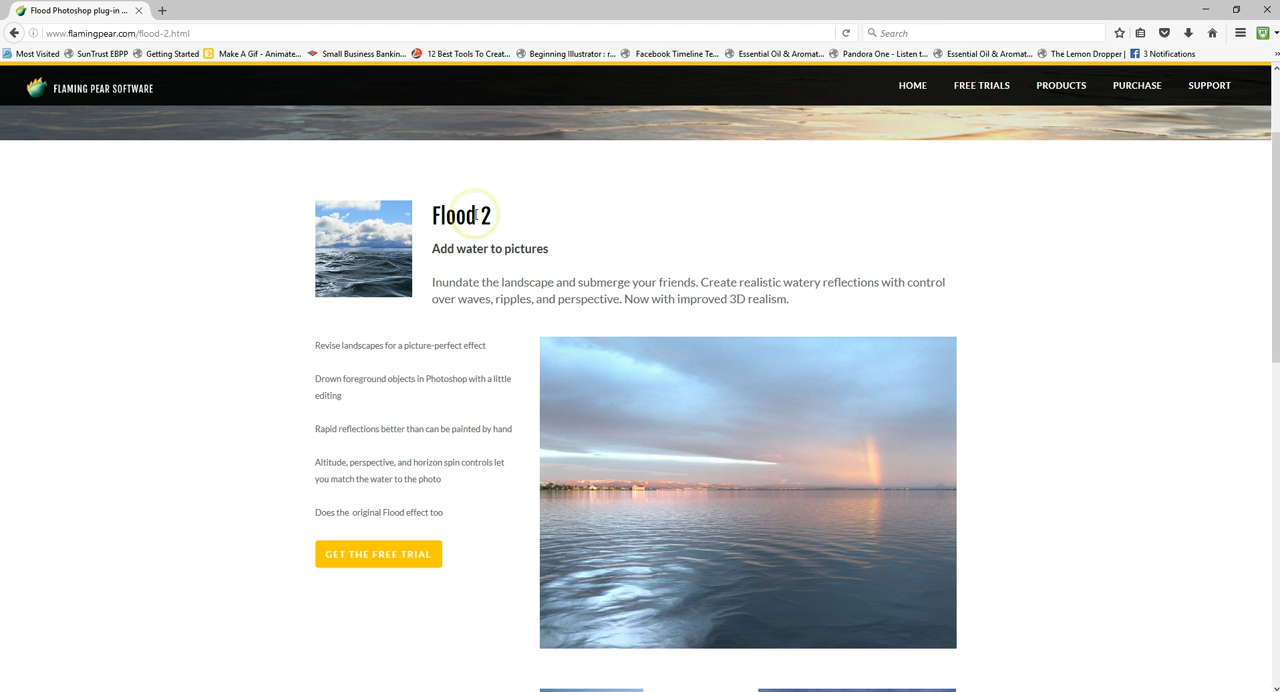 Flood Photoshop plug-in ...
www.flamingpear.com/flood-2.html
Search
Most Visited
SunTrust EBPP
Getting Started
Make A Gif - Animate...
Small Business Bankin...
12 Best Tools To Creat...
Beginning Illustrator : r...
Facebook Timeline Te...
Essential Oil & Aromat...
Pandora One - Listen t...
Essential Oil & Aromat...
The Lemon Dropper |
3 Notifications
FLAMING PEAR SOFTWARE
HOME
FREE TRIALS
PRODUCTS
PURCHASE
SUPPORT
Flood 2
Add water to pictures
Inundate the landscape and submerge your friends. Create realistic watery reflections with control
over waves, ripples, and perspective. Now with improved 3D realism.
Revise landscapes for a picture-perfect effect
Drown foreground objects in Photoshop with a little
editing
Rapid reflections better than can be painted by hand
Altitude, perspective, and horizon spin controls let
you match the water to the photo
Does the original Flood effect too
GET THE FREE TRIAL